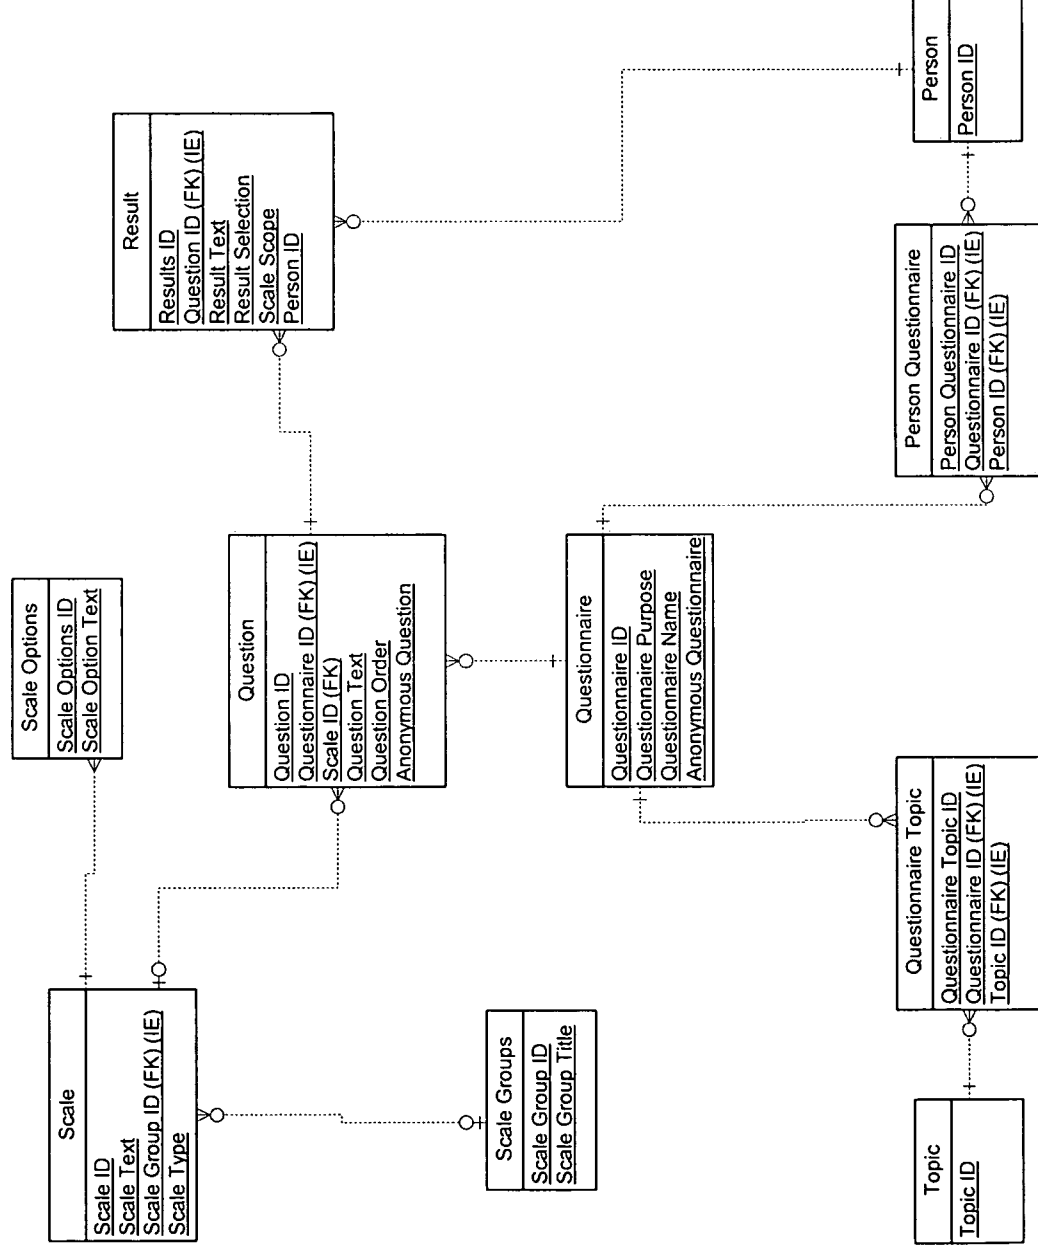 Scale Options
Scale Options ID
Scale Option Text
Scale
Scale ID
Scale Text
Scale Group ID (FK) (IE)
Scale Type
Scale Groups
Scale Group ID
Scale Group Title
Question
Question ID
Questionnaire ID (FK) (IE)
Scale ID (FK)
Question Text
Question Order
Anonymous Question
Result
Results ID
Question ID (FK) (IE)
Result Text
Result Selection
Scale Scope
Person ID
Questionnaire
Questionnaire ID
Questionnaire Purpose
Questionnaire Name
Anonymous Questionnaire
Topic
Topic ID
Questionnaire Topic
Questionnaire Topic ID
Questionnaire ID (FK) (IE)
Topic ID (FK) (IE)
Person Questionnaire
Person Questionnaire ID
Questionnaire ID (FK) (IE)
Person ID (FK) (IE)
Person
Person ID